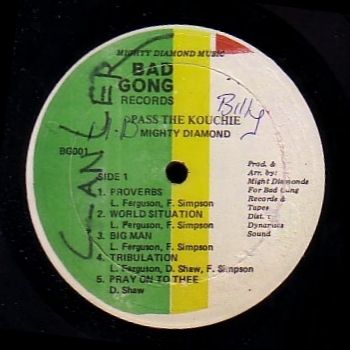 MIGHTY DIAMOND MUSIC
BAD
GONG
RECORDS
Billy
PASS THE KOUCHIE
MIGHTY DIAMOND
BG001
SIDE 1
1. PROVERBS
L. Ferguson, F. Simpson
2. WORLD SITUATION
L. Ferguson, F. Simpson
3. BIG MAN
L. Ferguson, F. Simpson
4. TRIBULATION
L. Ferguson, D. Shaw, F. Simpson
5. PRAY ON TO THEE
D. Shaw
Prod. &
Arr. by:
Might Diamonds
For Bad Gung
Records &
Tapes
Dist. :
Dynamics
Sound